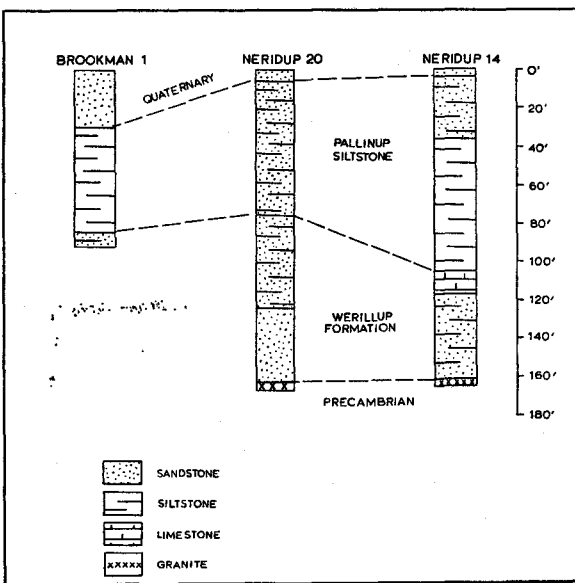 BROOKMAN 1
NERIDUP 20
NERIDUP 14
QUATERNARY
PALLINUP
SILTSTONE
WERILLUP
FORMATION
PRECAMBRIAN
0'
20'
40'
60'
80'
100'
120'
140'
160'
180'
SANDSTONE
SILTSTONE
LIMESTONE
GRANITE